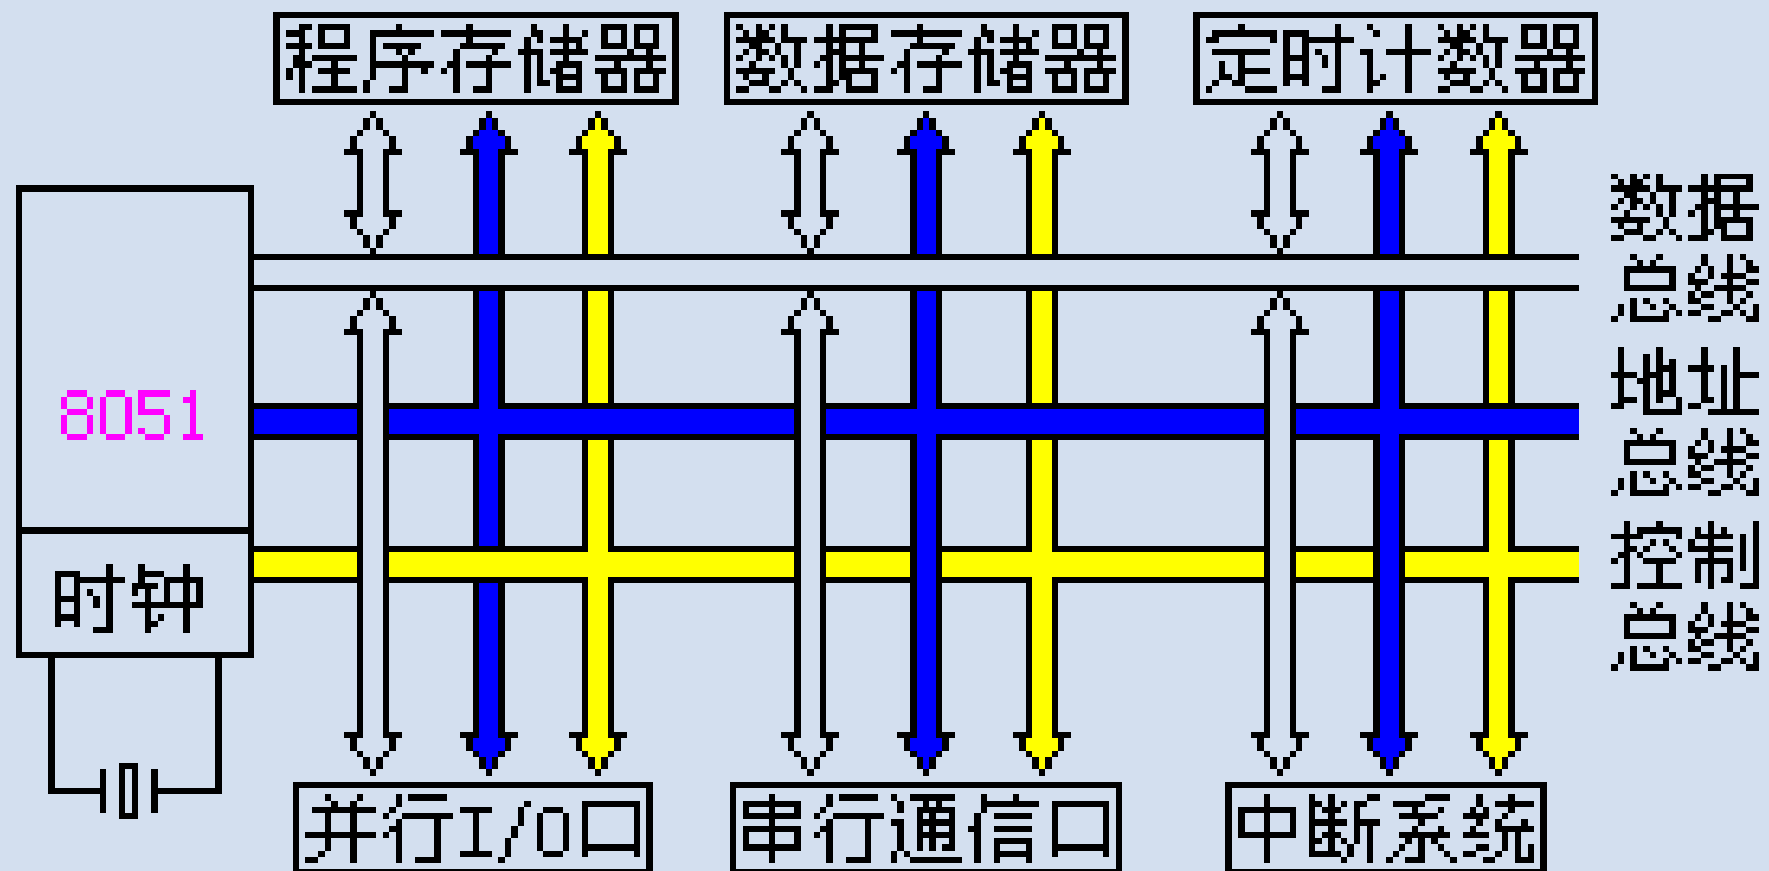 程序存储器
数据存储器
定时计数器
数据
总线
8051
地址
总线
时钟
控制
总线
并行I/O口
串行通信口
中断系统